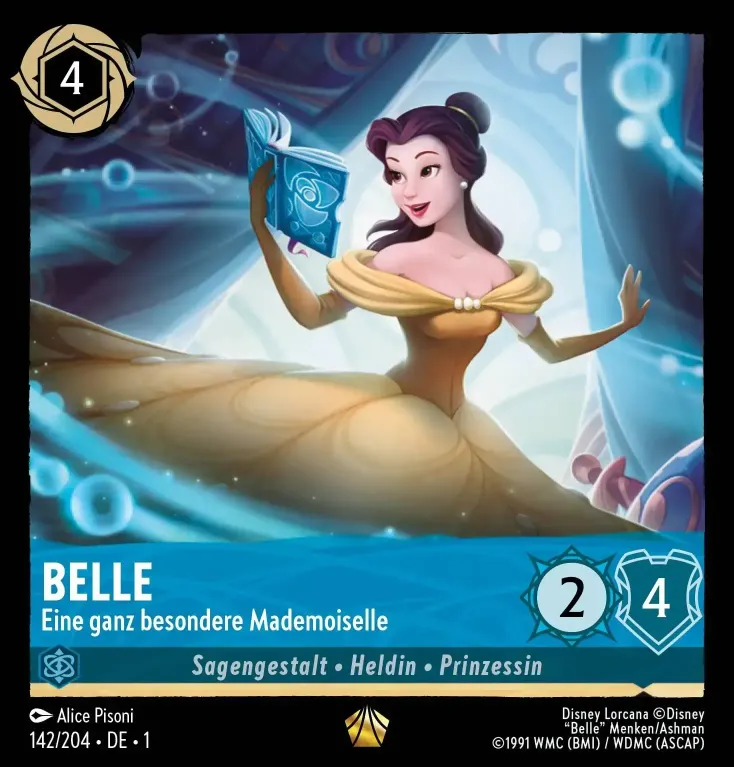 4
BELLE
Eine ganz besondere Mademoiselle
2
4
Sagengestalt • Heldin • Prinzessin
Alice Pisoni
142/204 • DE • 1
Disney Lorcana ©Disney
“Belle” Menken/Ashman
©1991 WMC (BMI) / WDMC (ASCAP)